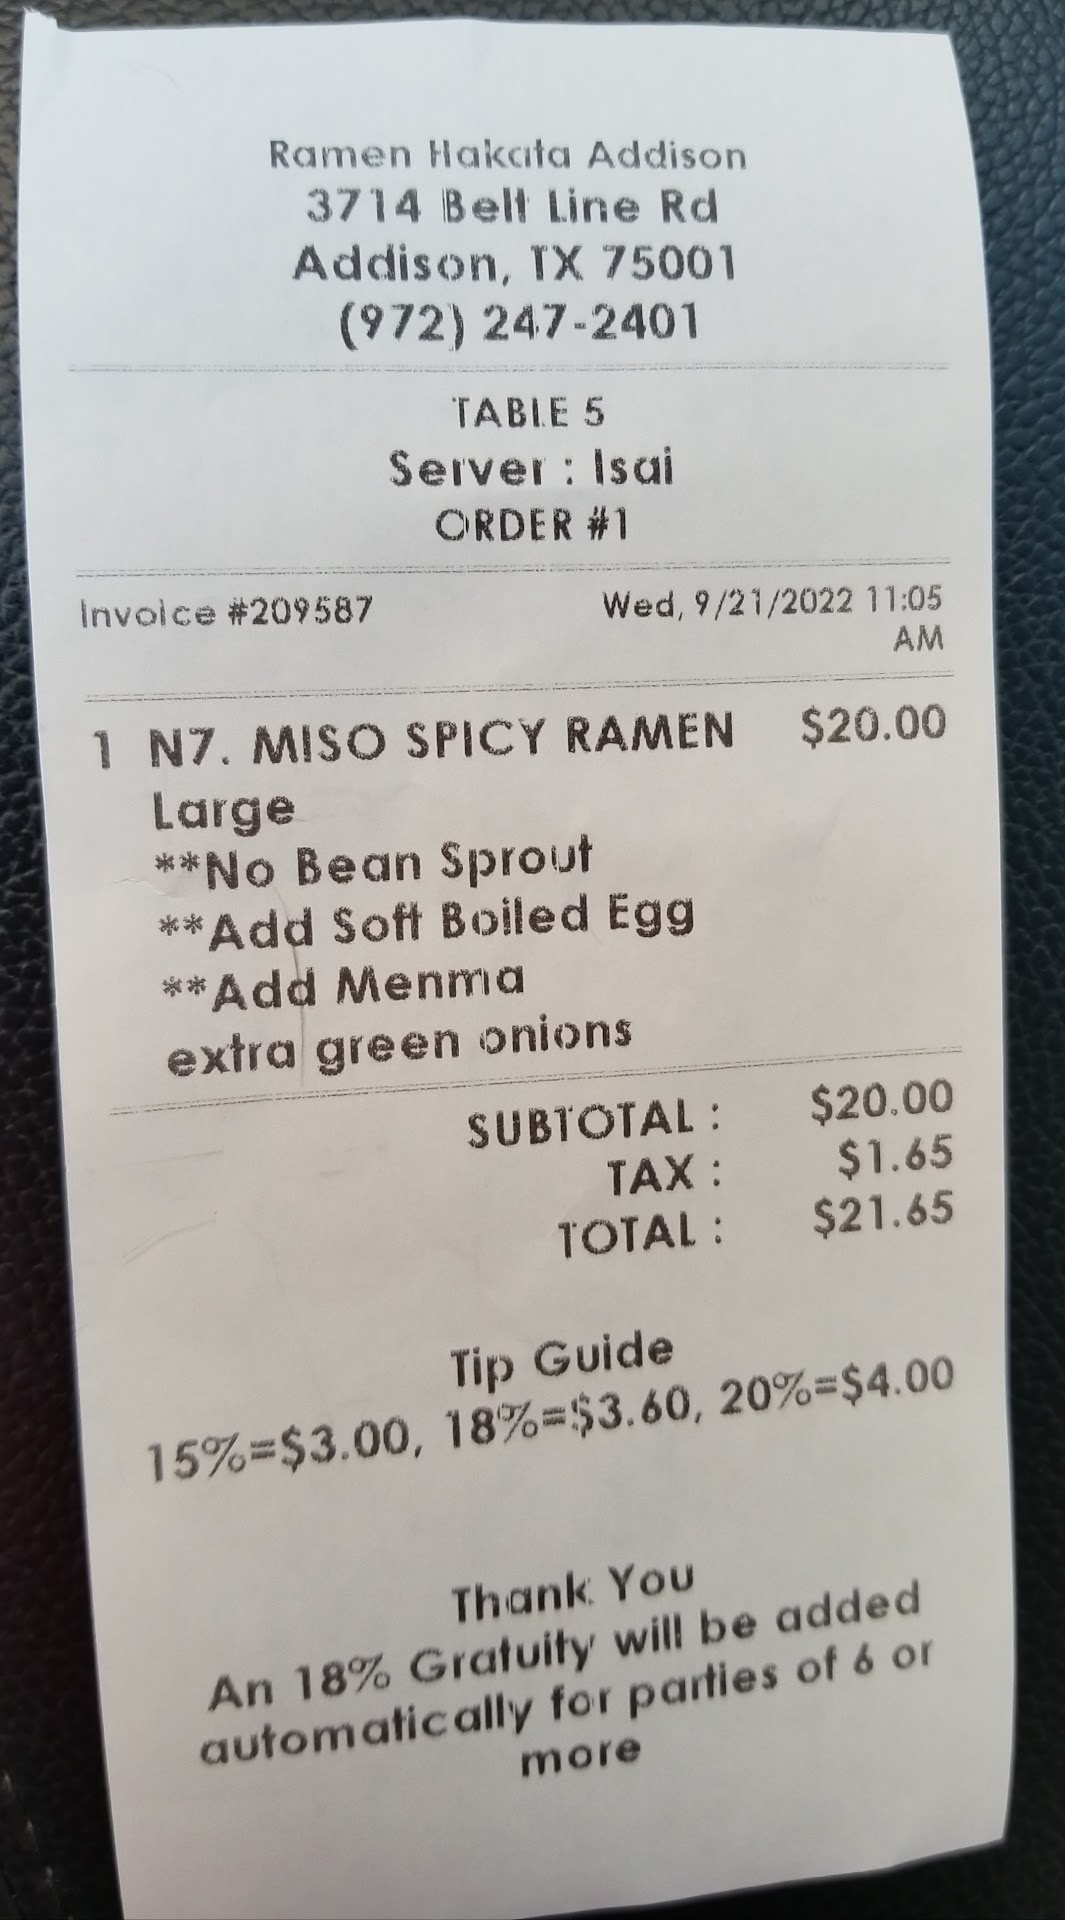 Ramen Hakata Addison
3714 Belt Line Rd
Addison, TX 75001
(972) 247-2401
TABLE 5
Server : Isai
ORDER #1
Invoice #209587 Wed, 9/21/2022 11:05
AM
1 N7. MISO SPICY RAMEN $20.00
Large
**No Bean Sprout
**Add Soft Boiled Egg
**Add Menma
extra green onions
SUBTOTAL : $20.00
TAX : $1.65
TOTAL : $21.65
Tip Guide
15%=$3.00, 18%=$3.60, 20%=$4.00
Thank You
An 18% Gratuity will be added
automatically for parties of 6 or
more